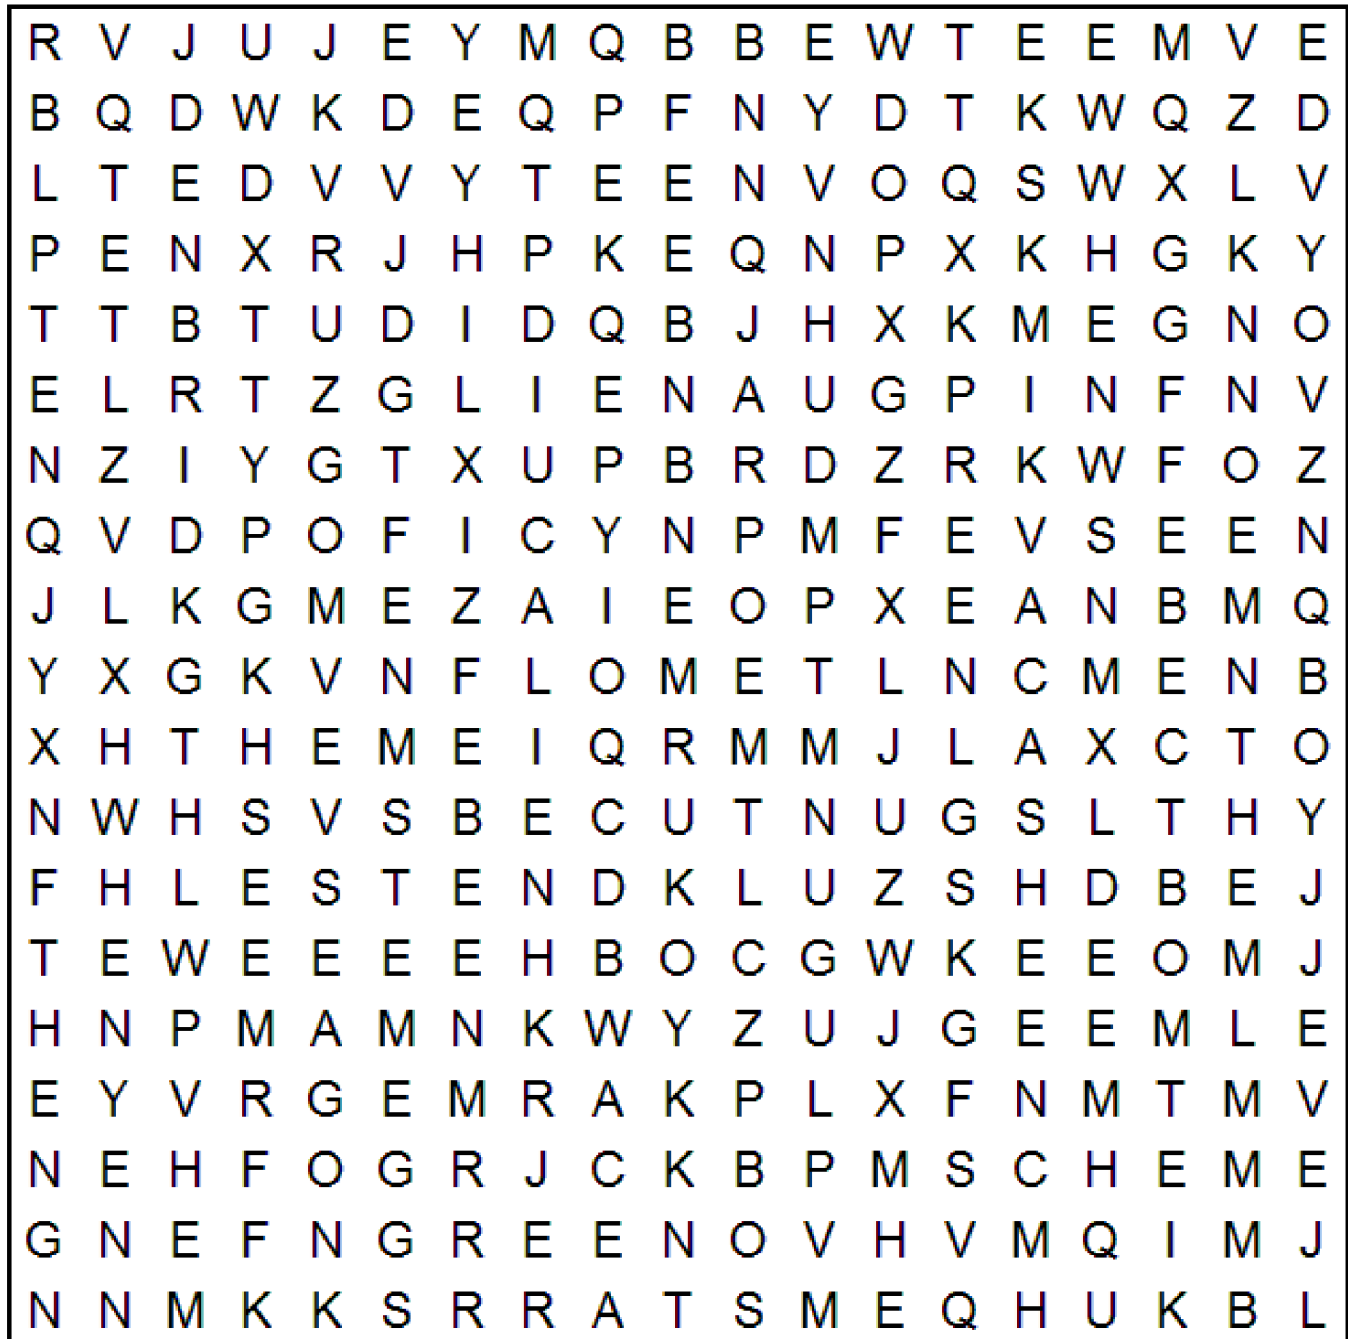 R V J U J E Y M Q B B E W T E E M V E
B Q D W K D E Q P F N Y D T K W Q Z D
L T E D V V Y T E E N V O Q S W X L V
P E N X R J H P K E Q N P X K H G K Y
T T B T U D I D Q B J H X K M E G N O
E L R T Z G L I E N A U G P I N F N V
N Z I Y G T X U P B R D Z R K W F O Z
Q V D P O F I C Y N P M F E V S E E N
J L K G M E Z A I E O P X E A N B M Q
Y X G K V N F L O M E T L N C M E N B
X H T H E M E I Q R M M J L A X C T O
N W H S V S B E C U T N U G S L T H Y
F H L E S T E N D K L U Z S H D B E J
T E W E E E E H B O C G W K E E O M J
H N P M A M N K W Y Z U J G E E M L E
E Y V R G E M R A K P L X F N M T M V
N E H F O G R J C K B P M S C H E M E
G N E F N G R E E N O V H V M Q I M J
N N M K K S R R A T S M E Q H U K B L